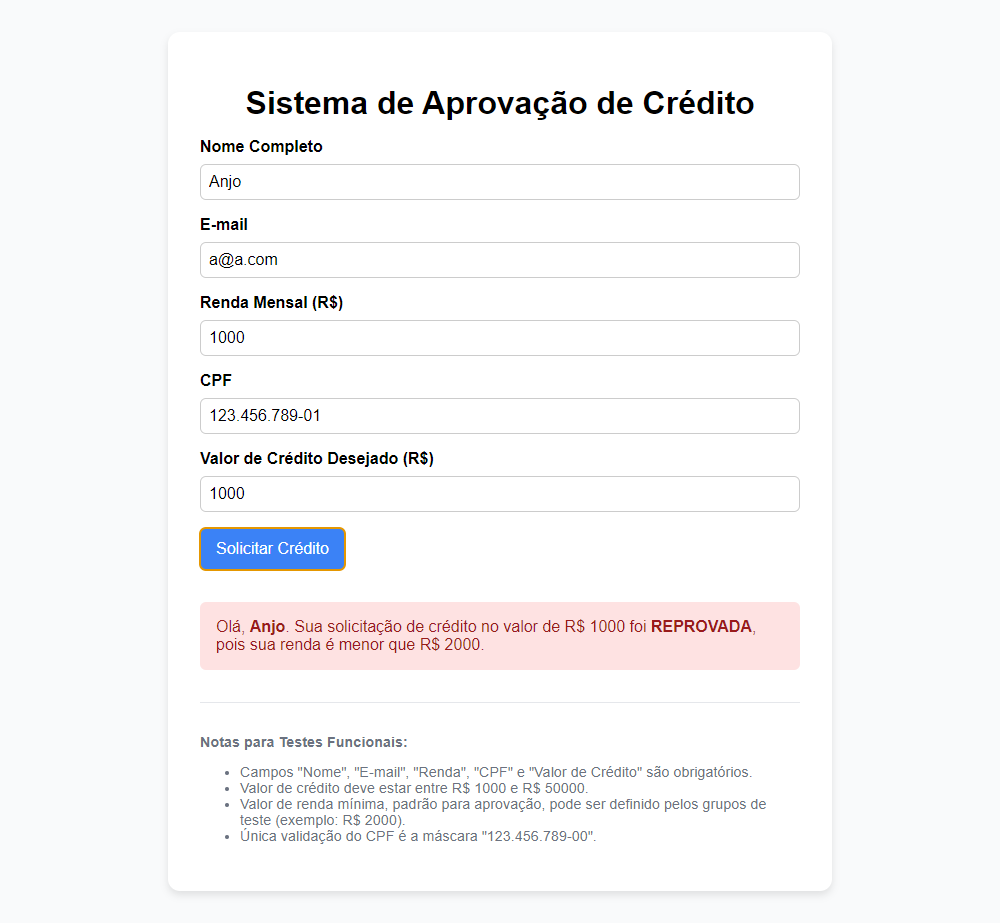 Sistema de Aprovação de Crédito
Nome Completo
Anjo
E-mail
a@a.com
Renda Mensal (R$)
1000
CPF
123.456.789-01
Valor de Crédito Desejado (R$)
1000
Solicitar Crédito
Olá, Anjo. Sua solicitação de crédito no valor de R$ 1000 foi REPROVADA,
pois sua renda é menor que R$ 2000.
Notas para Testes Funcionais:
• Campos "Nome", "E-mail", "Renda", "CPF" e "Valor de Crédito" são obrigatórios.
• Valor de crédito deve estar entre R$ 1000 e R$ 50000.
• Valor de renda mínima, padrão para aprovação, pode ser definido pelos grupos de
teste (exemplo: R$ 2000).
• Única validação do CPF é a máscara "123.456.789-00".